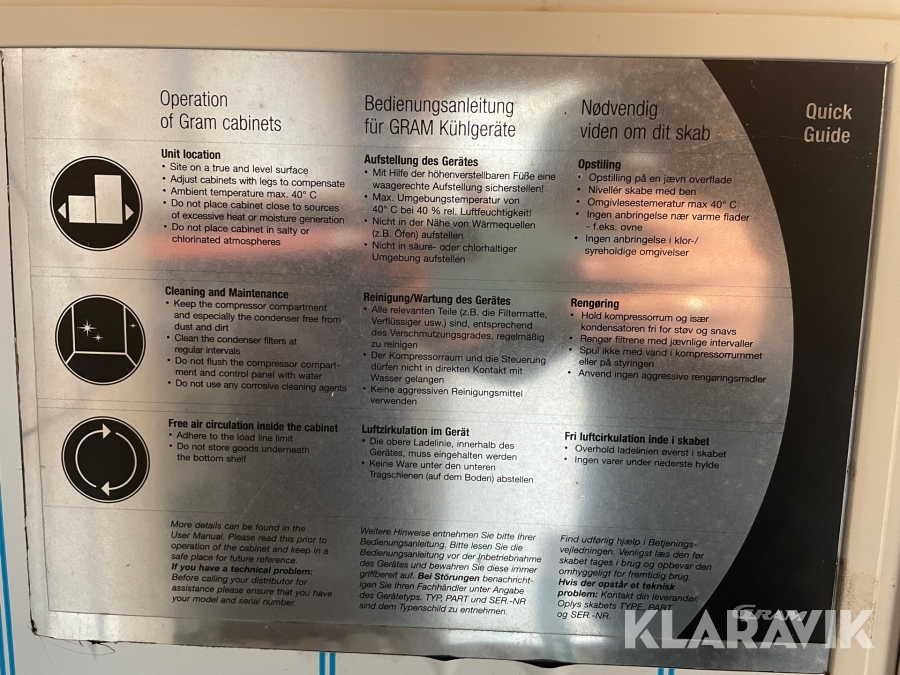 Operation
of Gram cabinets
Unit location
• Site on a true and level surface
• Adjust cabinets with legs to compensate
• Ambient temperature max. 40° C
• Do not place cabinet close to sources
of excessive heat or moisture generation
• Do not place cabinet in salty or
chlorinated atmospheres
Cleaning and Maintenance
• Keep the compressor compartment
and especially the condenser free from
dust and dirt
• Clean the condenser filters at
regular intervals
• Do not flush the compressor compart-
ment and control panel with water
• Do not use any corrosive cleaning agents
Free air circulation inside the cabinet
• Adhere to the load line limit
• Do not store goods underneath
the bottom shelf
More details can be found in the
User Manual. Please read this prior to
operation of the cabinet and keep in a
safe place for future reference.
If you have a technical problem:
Before calling your distributor for
assistance please ensure that you have
your model and serial number.
Bedienungsanleitung
für GRAM Kühlgeräte
Aufstellung des Gerätes
• Mit Hilfe der höhenverstellbaren Füße eine
waagerechte Aufstellung sicherstellen!
• Max. Umgebungstemperatur von
40° C bei 40 % rel. Luftfeuchtigkeit!
• Nicht in der Nähe von Wärmequellen
(z.B. Öfen) aufstellen
• Nicht in säure- oder chlorhaltiger
Umgebung aufstellen
Reinigung/Wartung des Gerätes
• Alle relevanten Teile (z.B. die Filtermatte,
Verflüssiger usw.) sind, entsprechend
des Verschmutzungsgrades, regelmäßig
zu reinigen
• Der Kompressorraum und die Steuerung
dürfen nicht in direkten Kontakt mit
Wasser gelangen
• Keine aggressiven Reinigungsmittel
verwenden
Luftzirkulation im Gerät
• Die obere Ladelinie, innerhalb des
Gerätes, muss eingehalten werden
• Keine Ware unter den unteren
Tragschienen (auf dem Boden) abstellen
Weitere Hinweise entnehmen Sie bitte Ihrer
Bedienungsanleitung. Bitte lesen Sie die
Bedienungsanleitung vor der Inbetriebnahme
des Gerätes und bewahren Sie diese immer
griffbereit auf. Bei Störungen benachricht-
igen Sie Ihren Fachhändler unter Angabe
des Gerätetyps. TYP, PART und SER.-NR
sind dem Typenschild zu entnehmen.
Nødvendig
viden om dit skab
Opstiling
• Opstilling på en jævn overflade
• Nivellér skabe med ben
• Omgivlesestemeratur max 40° C
• Ingen anbringelse nær varme flader
- f.eks. ovne
• Ingen anbringelse i klor-/
syreholdige omgivelser
Rengøring
• Hold kompressorrum og især
kondensatoren fri for støv og snavs
• Rengør filtrene med jævnlige intervaller
• Spul ikke med vand i kompressorrummet
eller på styringen
• Anvend ingen aggressive rengøringsmidler
Fri luftcirkulation inde i skabet
• Overhold ladelinien øverst i skabet
• Ingen varer under nederste hylde
Find udførlig hjælp i Betjenings-
vejledningen. Venligst læs den før
skabet tages i brug og opbevar den
omhyggeligt for fremtidig brug.
Hvis der opstår et teknisk
problem: Kontakt din leverandør.
Oplys skabets TYPE, PART
og SER.-NR.
Quick
Guide
GRAM
KLARAVIK